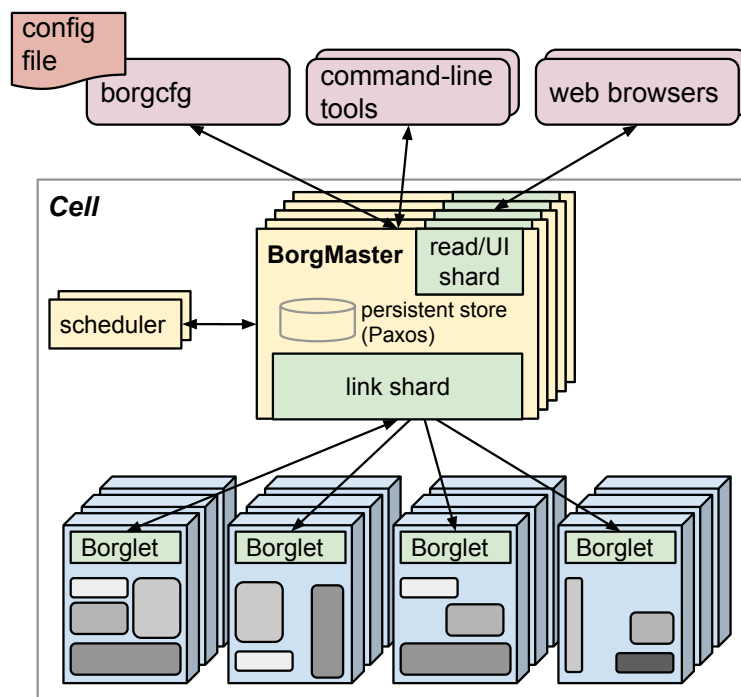 config
file
borgcfg
command-line
tools
web browsers
Cell
BorgMaster
read/UI
shard
scheduler
persistent store
(Paxos)
link shard
Borglet
Borglet
Borglet
Borglet